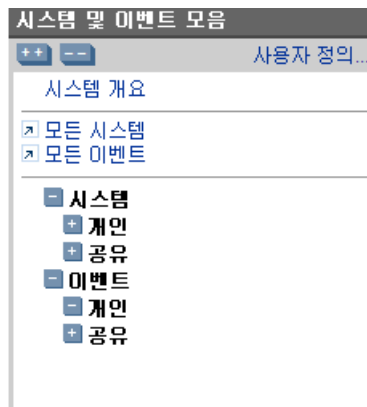 시스템 및 이벤트 모음
++ -- 사용자 정의...
시스템 개요
모든 시스템
모든 이벤트
- 시스템
+ 개인
+ 공유
- 이벤트
- 개인
+ 공유